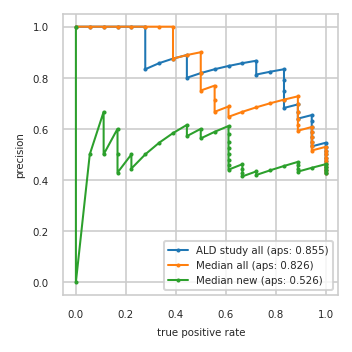 1.0
0.8
0.6
0.4
0.2
0.0
precision
0.0 0.2 0.4 0.6 0.8 1.0
true positive rate
ALD study all (aps: 0.855)
Median all (aps: 0.826)
Median new (aps: 0.526)